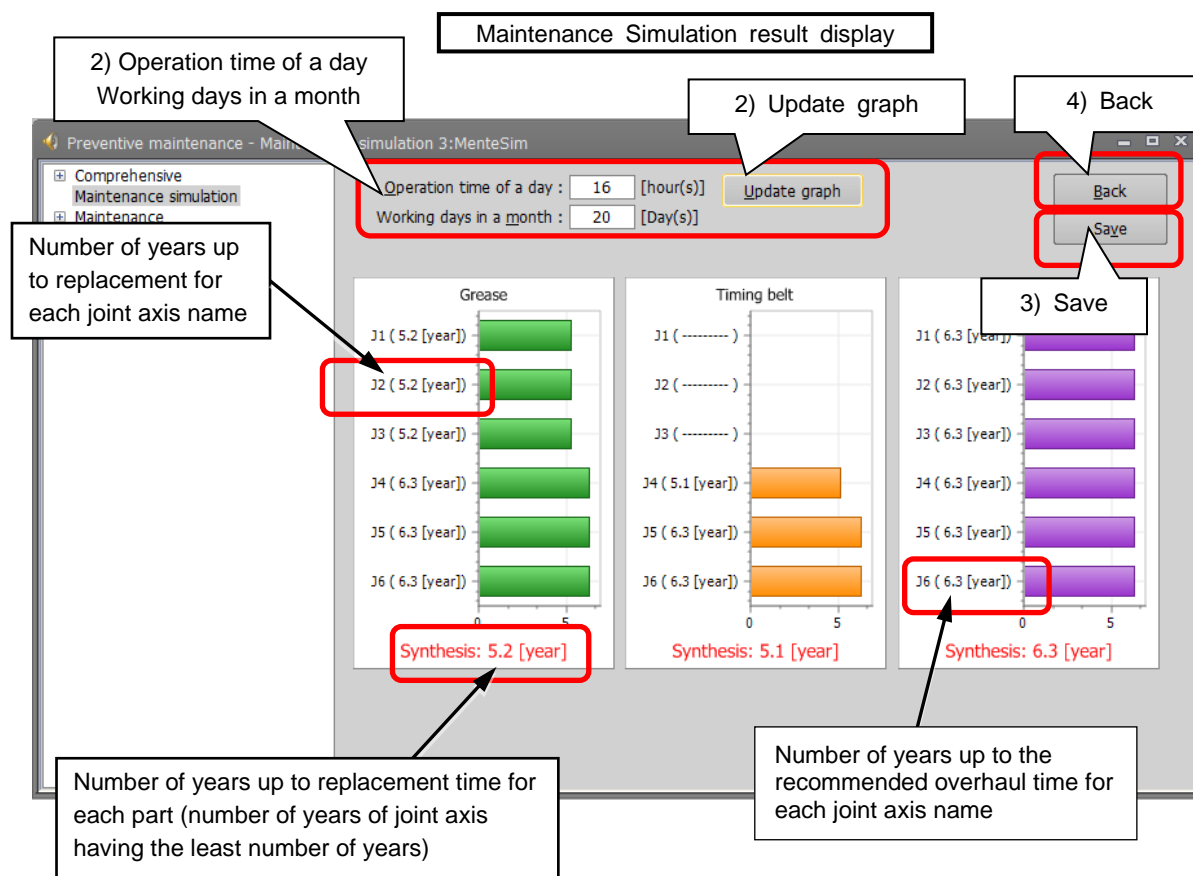 Maintenance Simulation result display
2) Operation time of a day
Working days in a month
2) Update graph
4) Back
Preventive maintenance - Main simulation 3:MenteSim
Comprehensive
Maintenance simulation
Maintenance
Operation time of a day : 16 [hour(s)]
Update graph
Working days in a month : 20 [Day(s)]
Back
Save
Number of years up
to replacement for
each joint axis name
3) Save
Grease
J1 ( 5.2 [year])
J2 ( 5.2 [year])
J3 ( 5.2 [year])
J4 ( 6.3 [year])
J5 ( 6.3 [year])
J6 ( 6.3 [year])
0 5
Synthesis: 5.2 [year]
Timing belt
J1 ( --------- )
J2 ( --------- )
J3 ( --------- )
J4 ( 5.1 [year])
J5 ( 6.3 [year])
J6 ( 6.3 [year])
0 5
Synthesis: 5.1 [year]
J1 ( 6.3 [year])
J2 ( 6.3 [year])
J3 ( 6.3 [year])
J4 ( 6.3 [year])
J5 ( 6.3 [year])
J6 ( 6.3 [year])
0 5
Synthesis: 6.3 [year]
Number of years up to replacement time for
each part (number of years of joint axis
having the least number of years)
Number of years up to the
recommended overhaul time for
each joint axis name